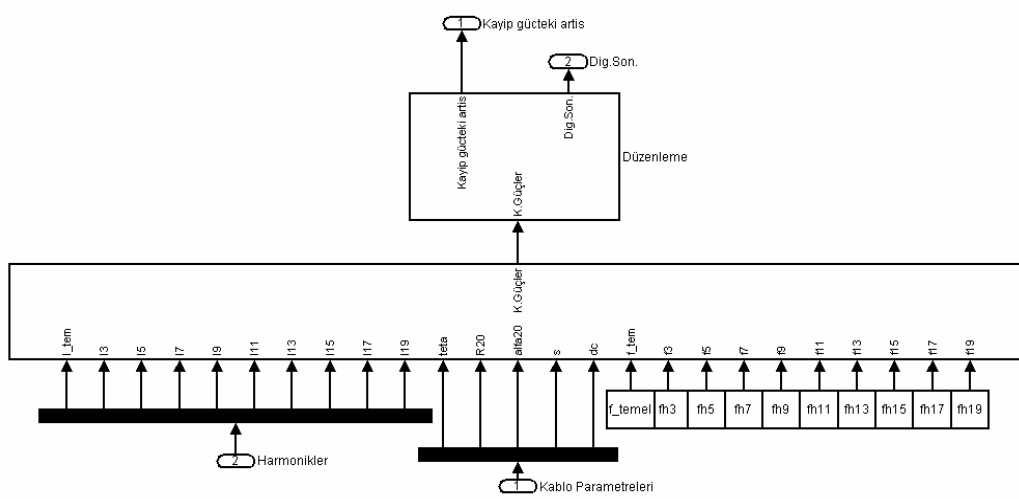 1 Kayip gücteki artis
2 Dig.Son.
Kayip gücteki artis
Dig.Son.
Düzenleme
K.Güçler
K.Güçler
I_tem
I3
I5
I7
I9
I11
I13
I15
I17
I19
teta
R20
alfa20
s
dc
f_tem
f3
f5
f7
f9
f11
f13
f15
f17
f19
f_temel
fh3
fh5
fh7
fh9
fh11
fh13
fh15
fh17
fh19
2 Harmonikler
1 Kablo Parametreleri